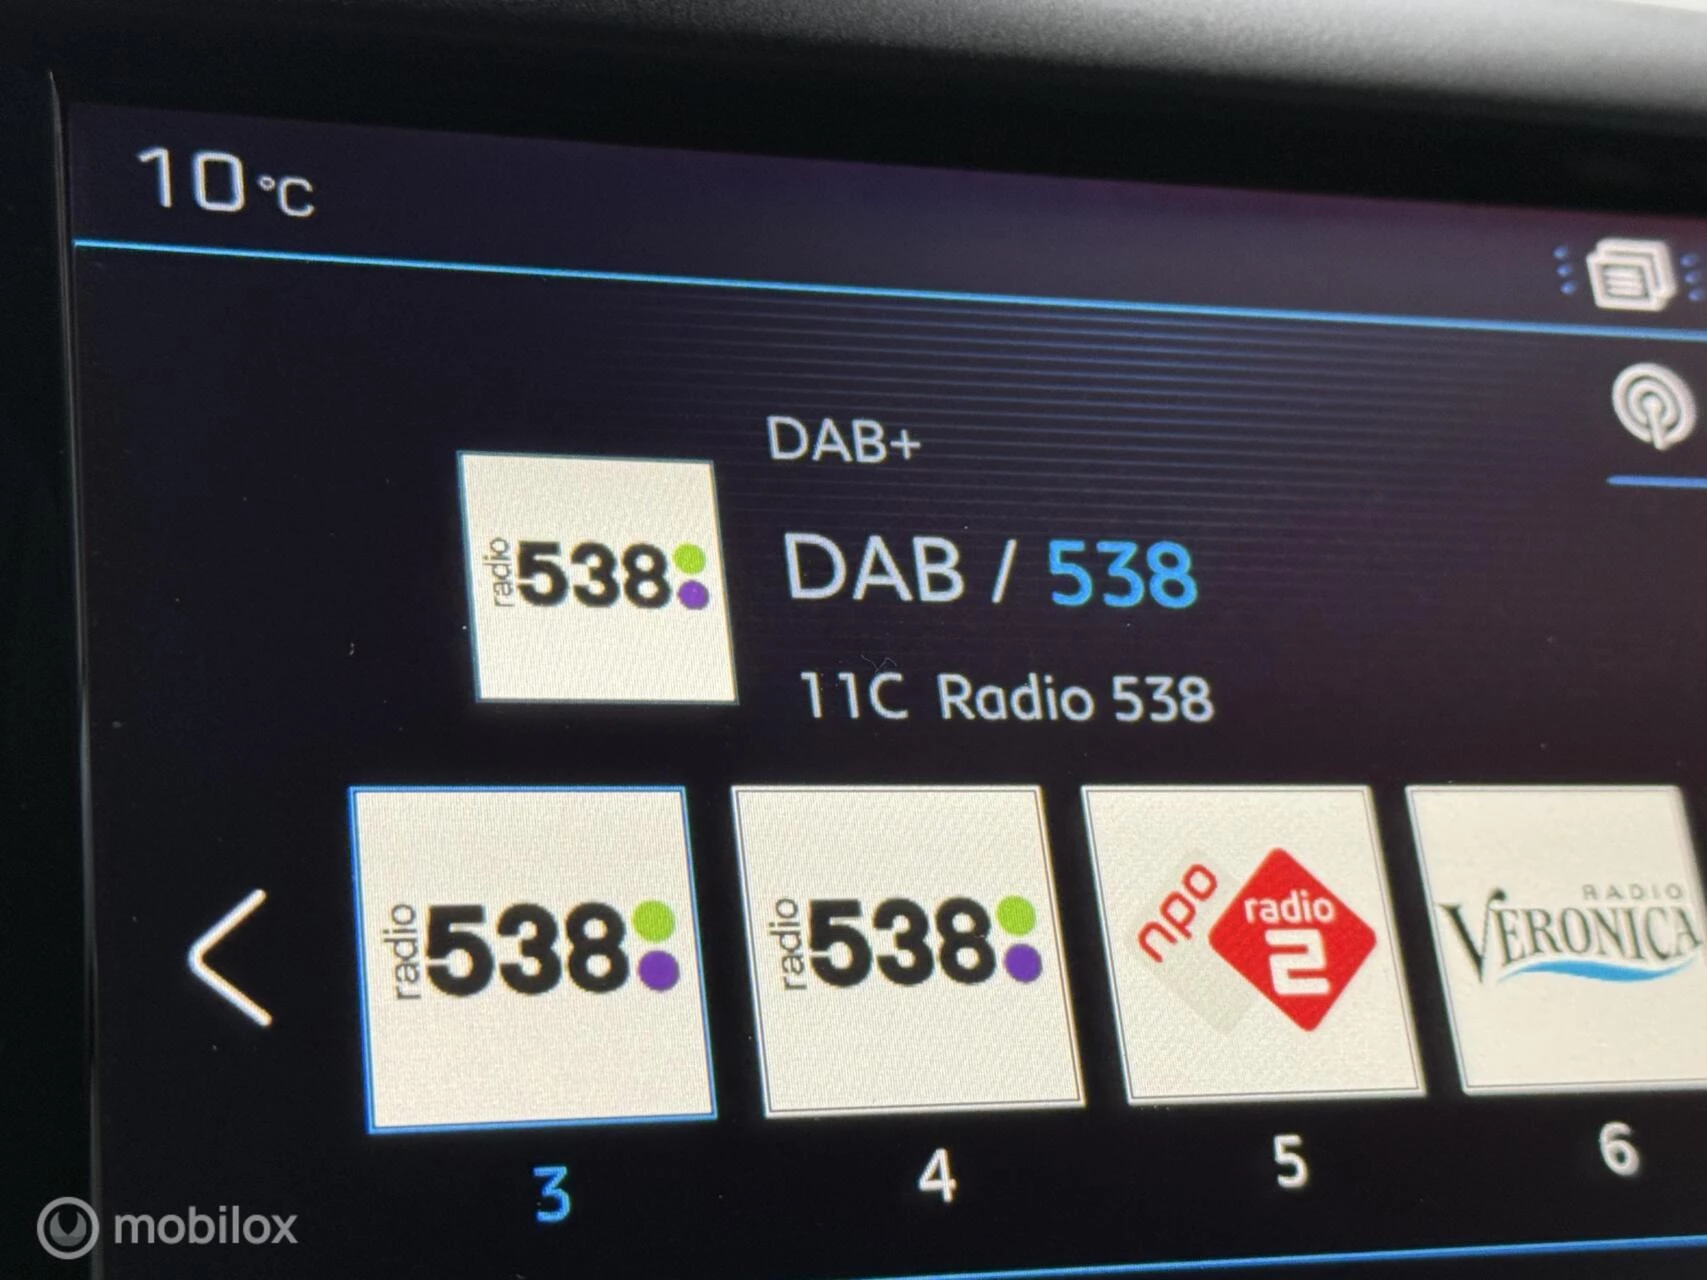 10 °C
DAB+
radio 538
DAB / 538
11C Radio 538
radio 538
radio 538
npo radio 2
RADIO VERONICA
3
4
5
6
mobilox